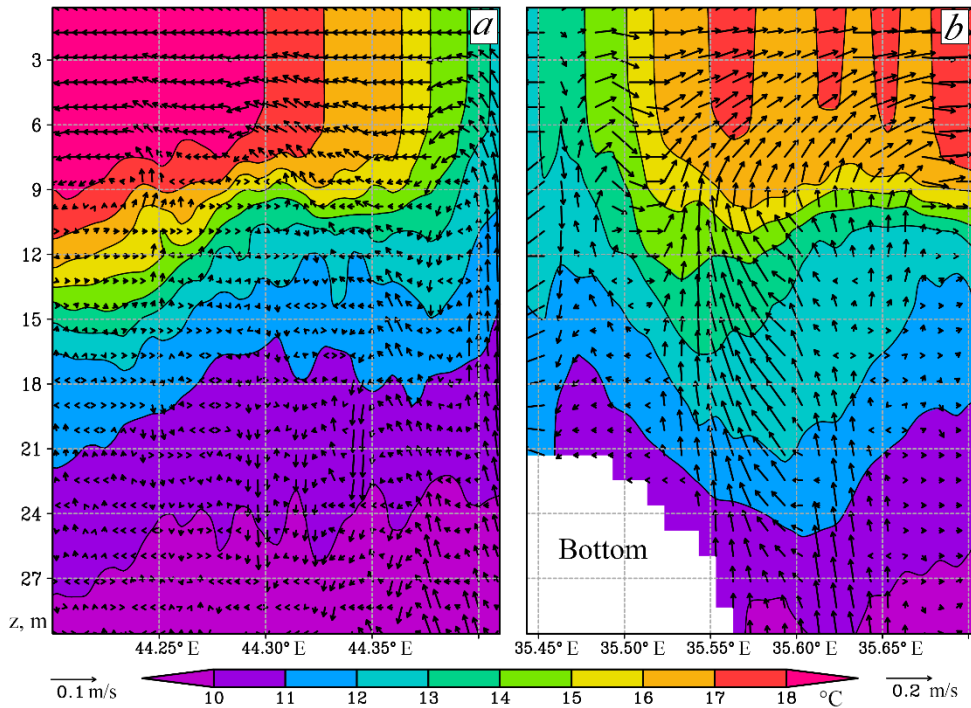 a
b
3
6
9
12
15
18
21
24
27
z, m
Bottom
44.25° E 44.30° E 44.35° E
35.45° E 35.50° E 35.55° E 35.60° E 35.65° E
0.1 m/s
10 11 12 13 14 15 16 17 18 °C
0.2 m/s